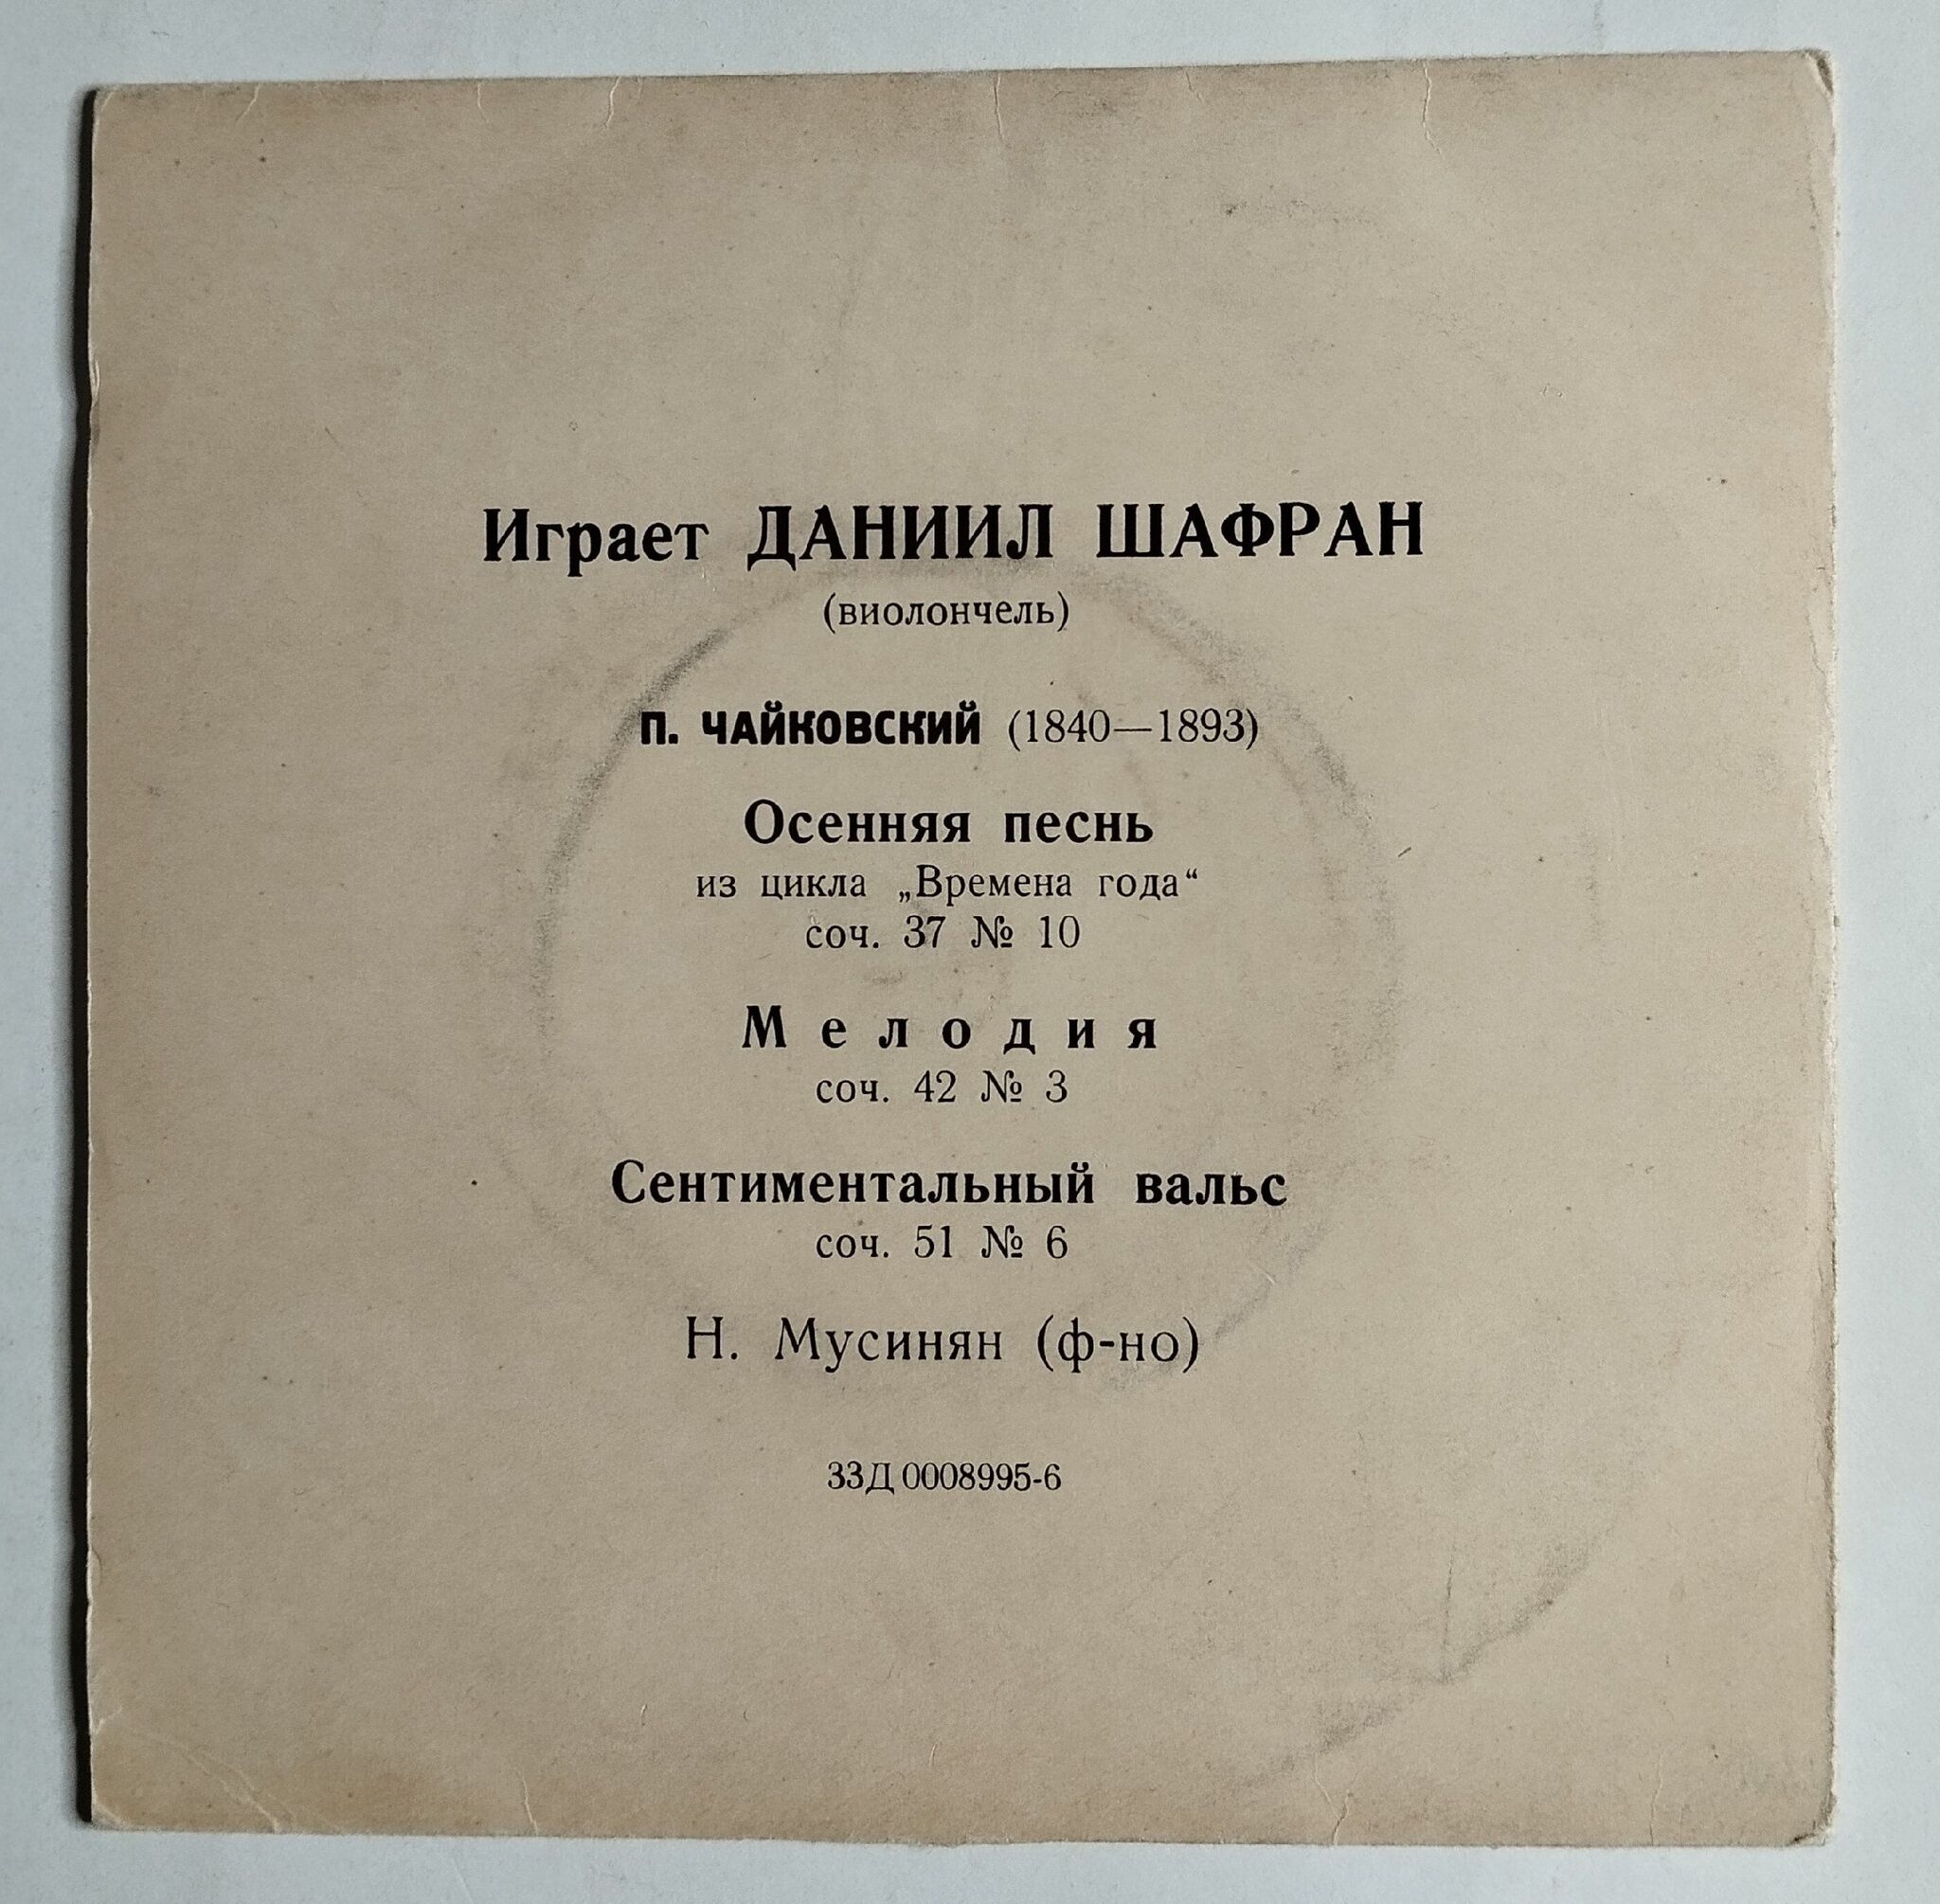 Играет ДАНИИЛ ШАФРАН
(виолончель)
П. ЧАЙКОВСКИЙ (1840—1893)
Осенняя песнь
из цикла „Времена года“
соч. 37 № 10
Мелодия
соч. 42 № 3
Сентиментальный вальс
соч. 51 № 6
Н. Мусинян (ф-но)
33Д 0008995-6